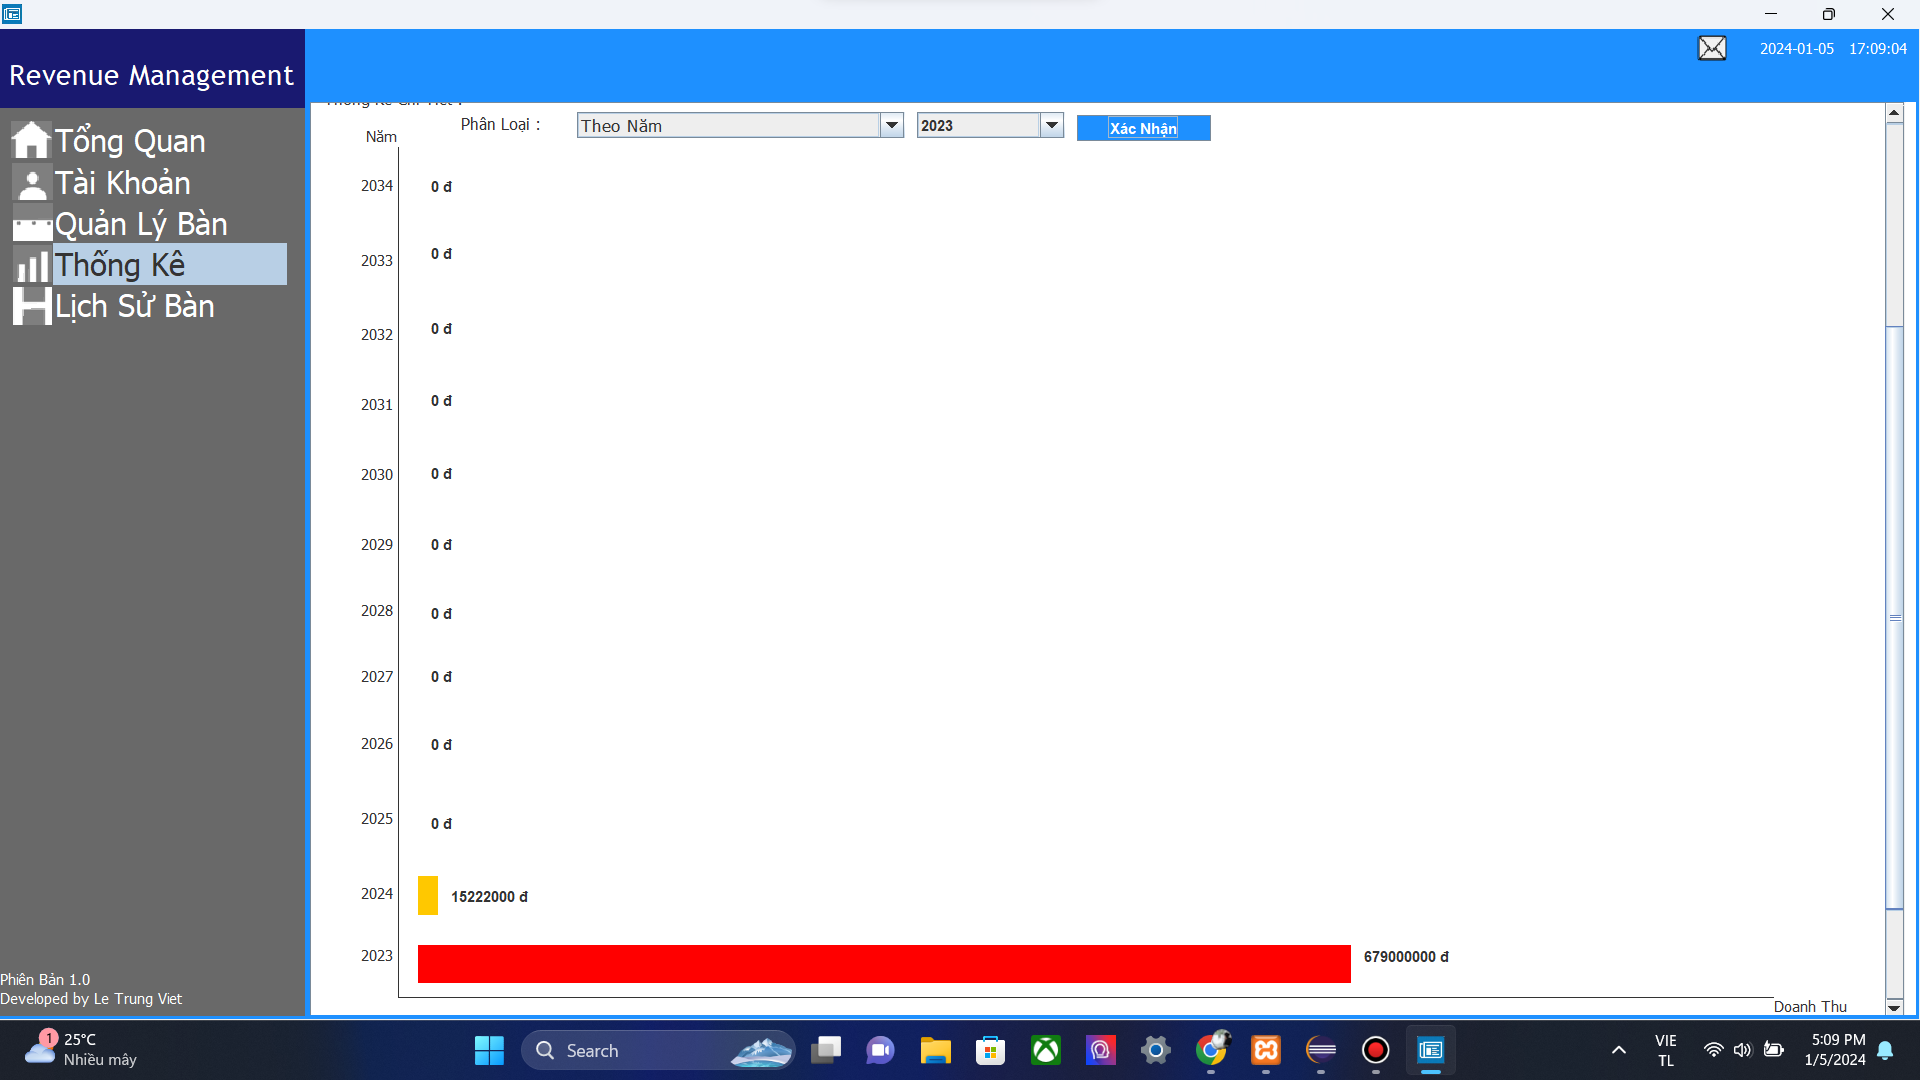 2024-01-05 17:09:04
Revenue Management
Tổng Quan
Tài Khoản
Quản Lý Bàn
Thống Kê
Lịch Sử Bàn
Phiên Bản 1.0
Developed by Le Trung Viet
Phân Loại :
Theo Năm
2023
Xác Nhận
Năm
2034 0 đ
2033 0 đ
2032 0 đ
2031 0 đ
2030 0 đ
2029 0 đ
2028 0 đ
2027 0 đ
2026 0 đ
2025 0 đ
2024 15222000 đ
2023 679000000 đ
Doanh Thu
1
25°C
Nhiều mây
Search
VIE
TL
5:09 PM
1/5/2024